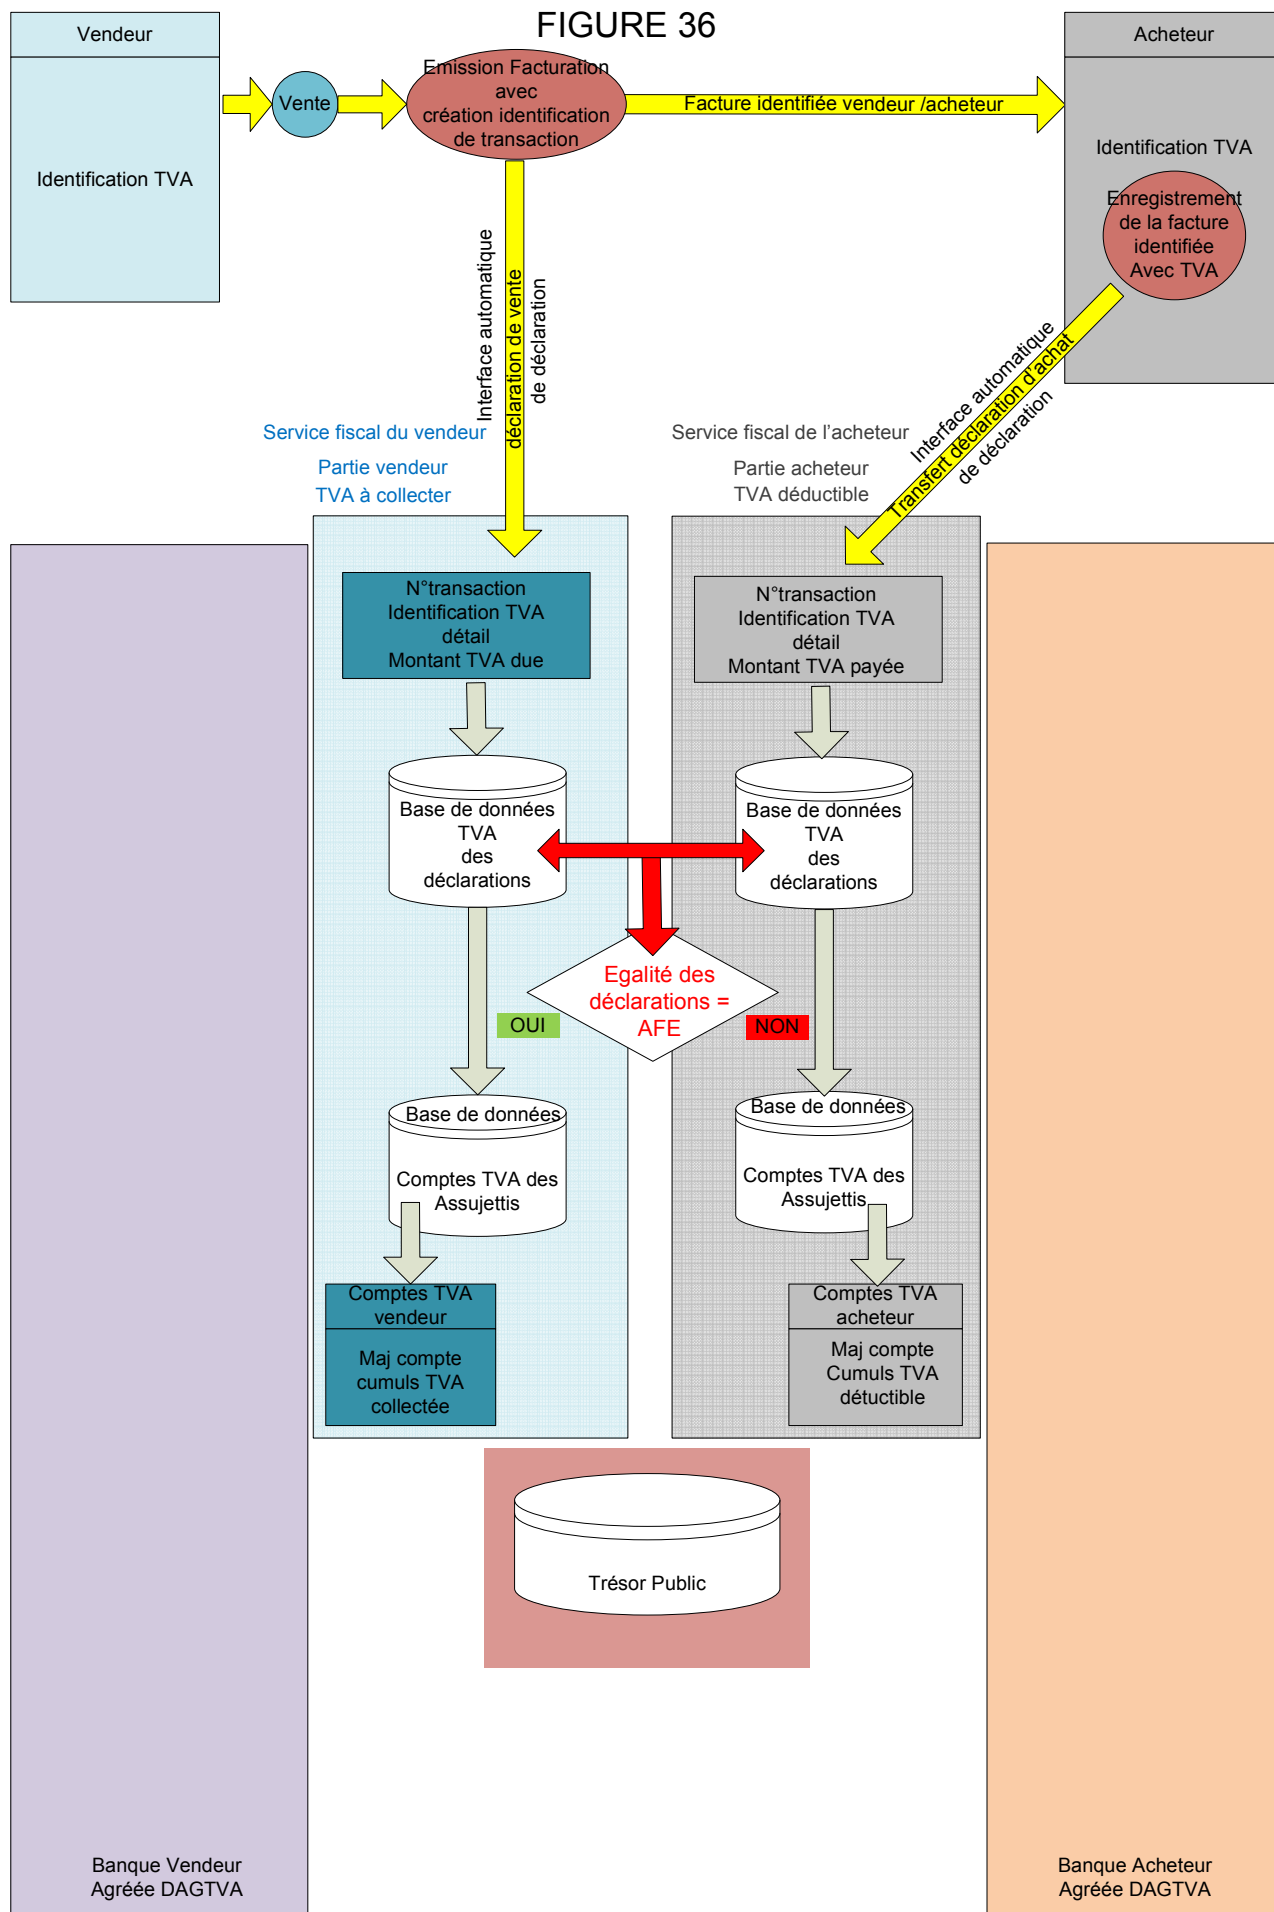 FIGURE 36
Vendeur
Identification TVA
Vente
Emission Facturation
avec
création identification
de transaction
Facture identifiée vendeur /acheteur
Acheteur
Identification TVA
Enregistrement
de la facture
identifiée
Avec TVA
Interface automatique
déclaration de vente
de déclaration
Interface automatique
Transfert déclaration d'achat
de déclaration
Service fiscal du vendeur
Partie vendeur
TVA à collecter
Service fiscal de l'acheteur
Partie acheteur
TVA déductible
N°transaction
Identification TVA
détail
Montant TVA due
N°transaction
Identification TVA
détail
Montant TVA payée
Base de données
TVA
des
déclarations
Base de données
TVA
des
déclarations
Egalité des
déclarations =
AFE
OUI
NON
Base de données
Comptes TVA des
Assujettis
Base de données
Comptes TVA des
Assujettis
Comptes TVA
vendeur
Maj compte
cumuls TVA
collectée
Comptes TVA
acheteur
Maj compte
Cumuls TVA
détuctible
Trésor Public
Banque Vendeur
Agréée DAGTVA
Banque Acheteur
Agréée DAGTVA